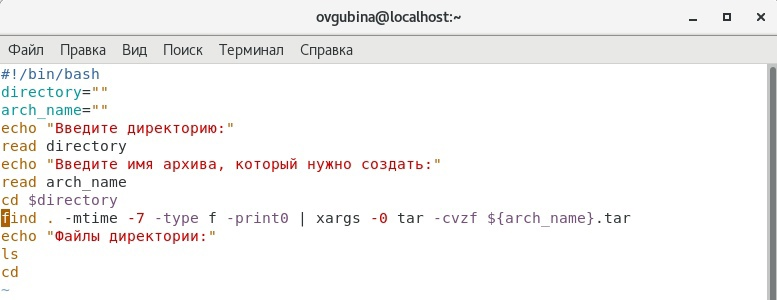 ovgubina@localhost:~
Файл Правка Вид Поиск Терминал Справка
#!/bin/bash
directory=""
arch_name=""
echo "Введите директорию:"
read directory
echo "Введите имя архива, который нужно создать:"
read arch_name
cd $directory
find . -mtime -7 -type f -print0 | xargs -0 tar -cvzf ${arch_name}.tar
echo "Файлы директории:"
ls
cd
~